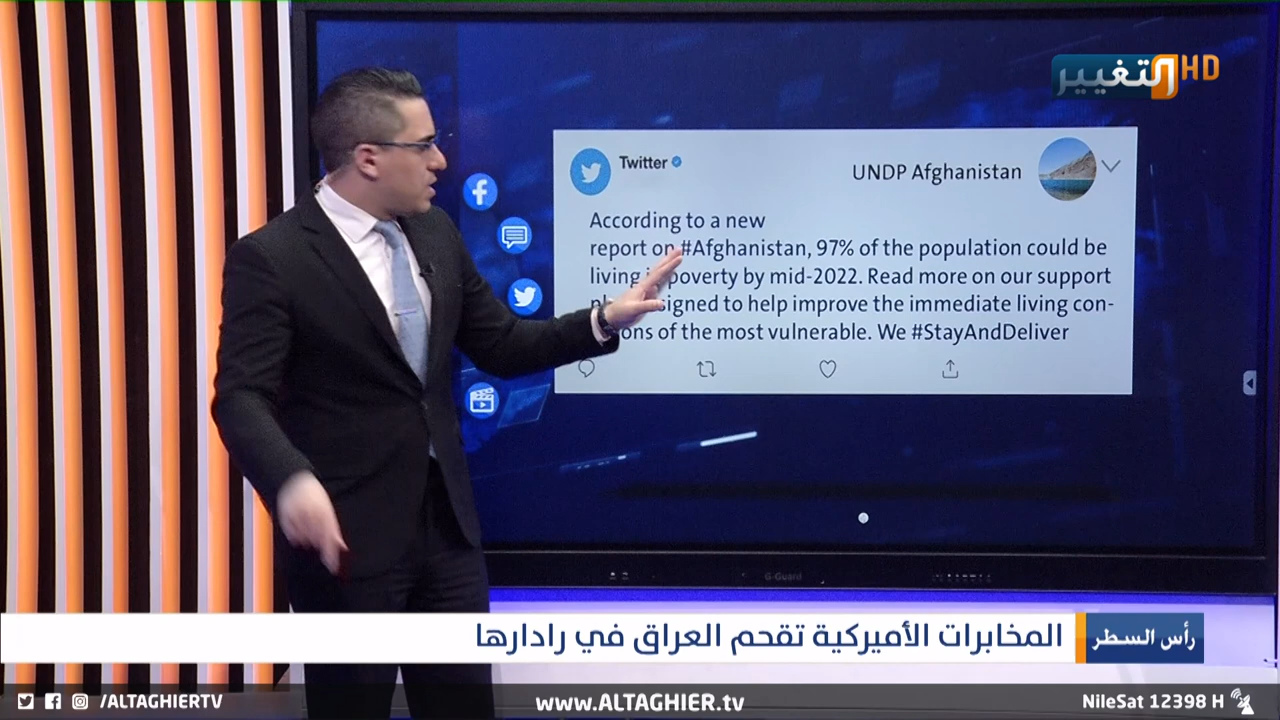 التغيير HD
Twitter
UNDP Afghanistan
According to a new
report on #Afghanistan, 97% of the population could be
living poverty by mid-2022. Read more on our support
signed to help improve the immediate living con-
ons of the most vulnerable. We #StayAndDeliver
G-Guard
رأس السطر
المخابرات الأميركية تقحم العراق في رادارها
/ALTAGHIERTV
www.ALTAGHIER.tv
NileSat 12398 H